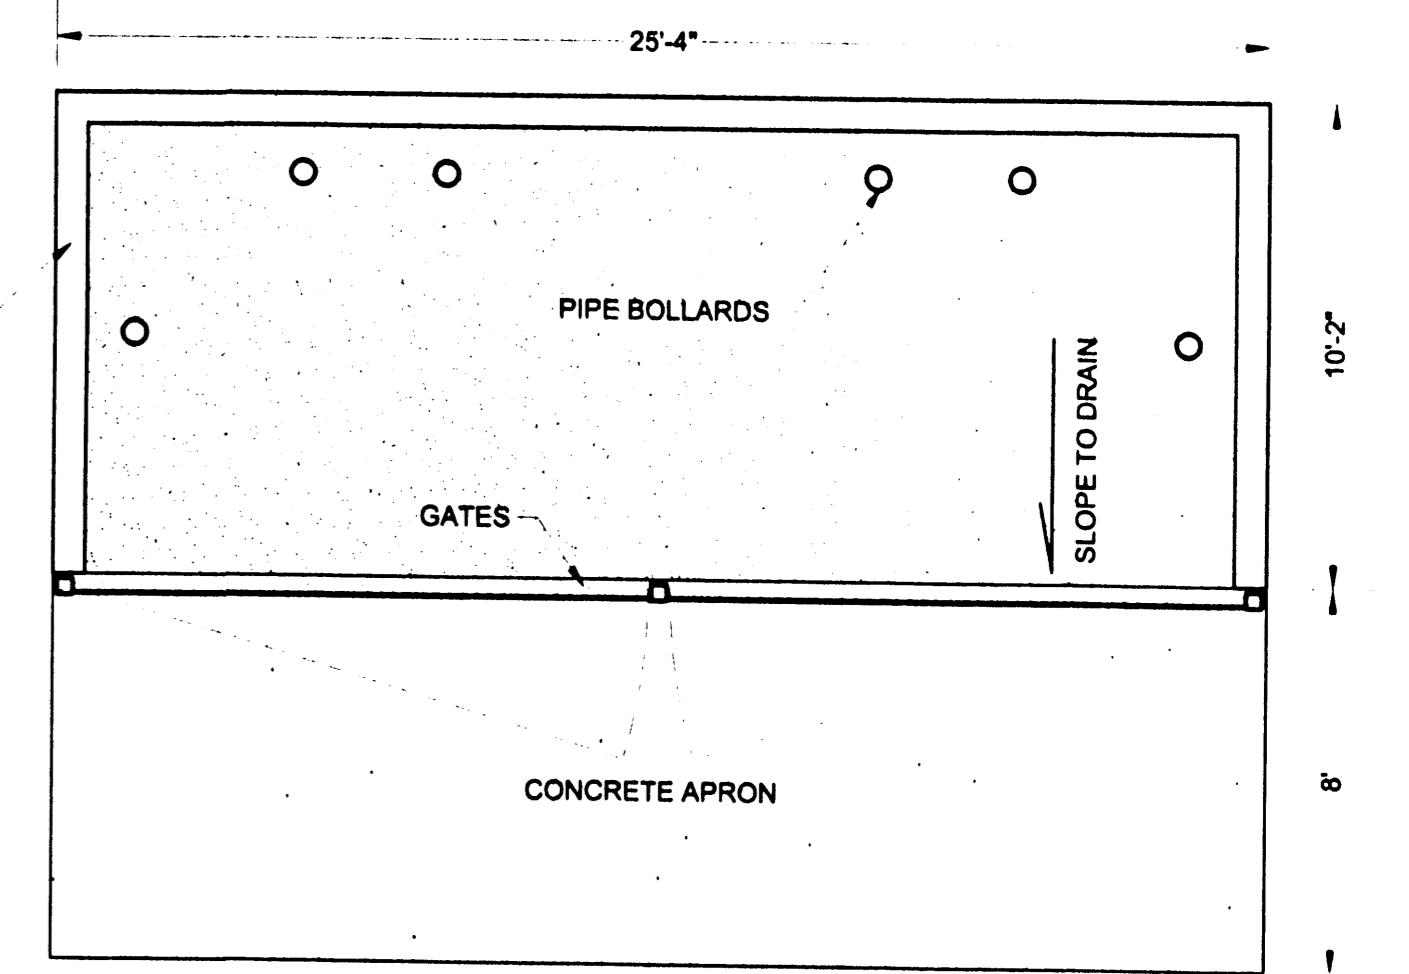 25'-4"
PIPE BOLLARDS
10'-2"
SLOPE TO DRAIN
GATES
CONCRETE APRON
8'